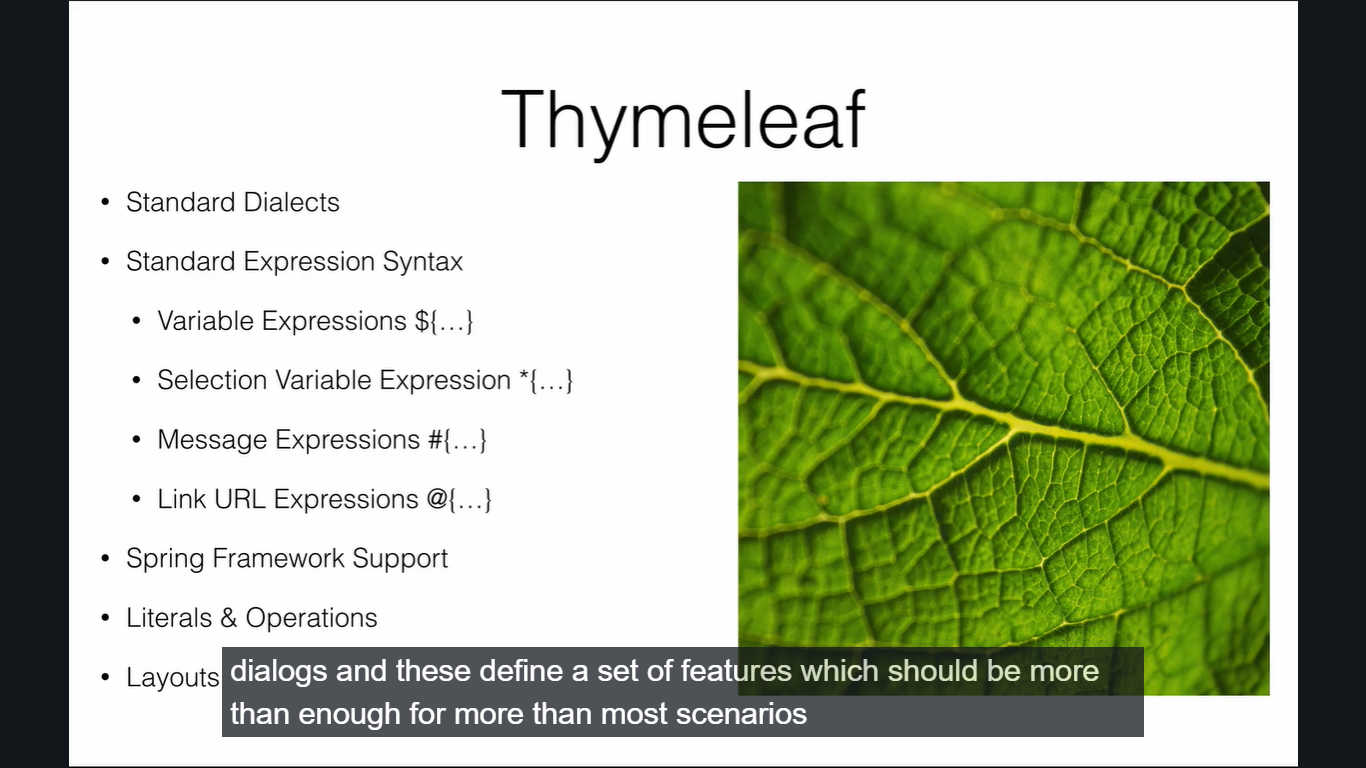 Thymeleaf
• Standard Dialects
• Standard Expression Syntax
• Variable Expressions ${…}
• Selection Variable Expression *{…}
• Message Expressions #{…}
• Link URL Expressions @{…}
• Spring Framework Support
• Literals & Operations
• Layouts
dialogs and these define a set of features which should be more
than enough for more than most scenarios